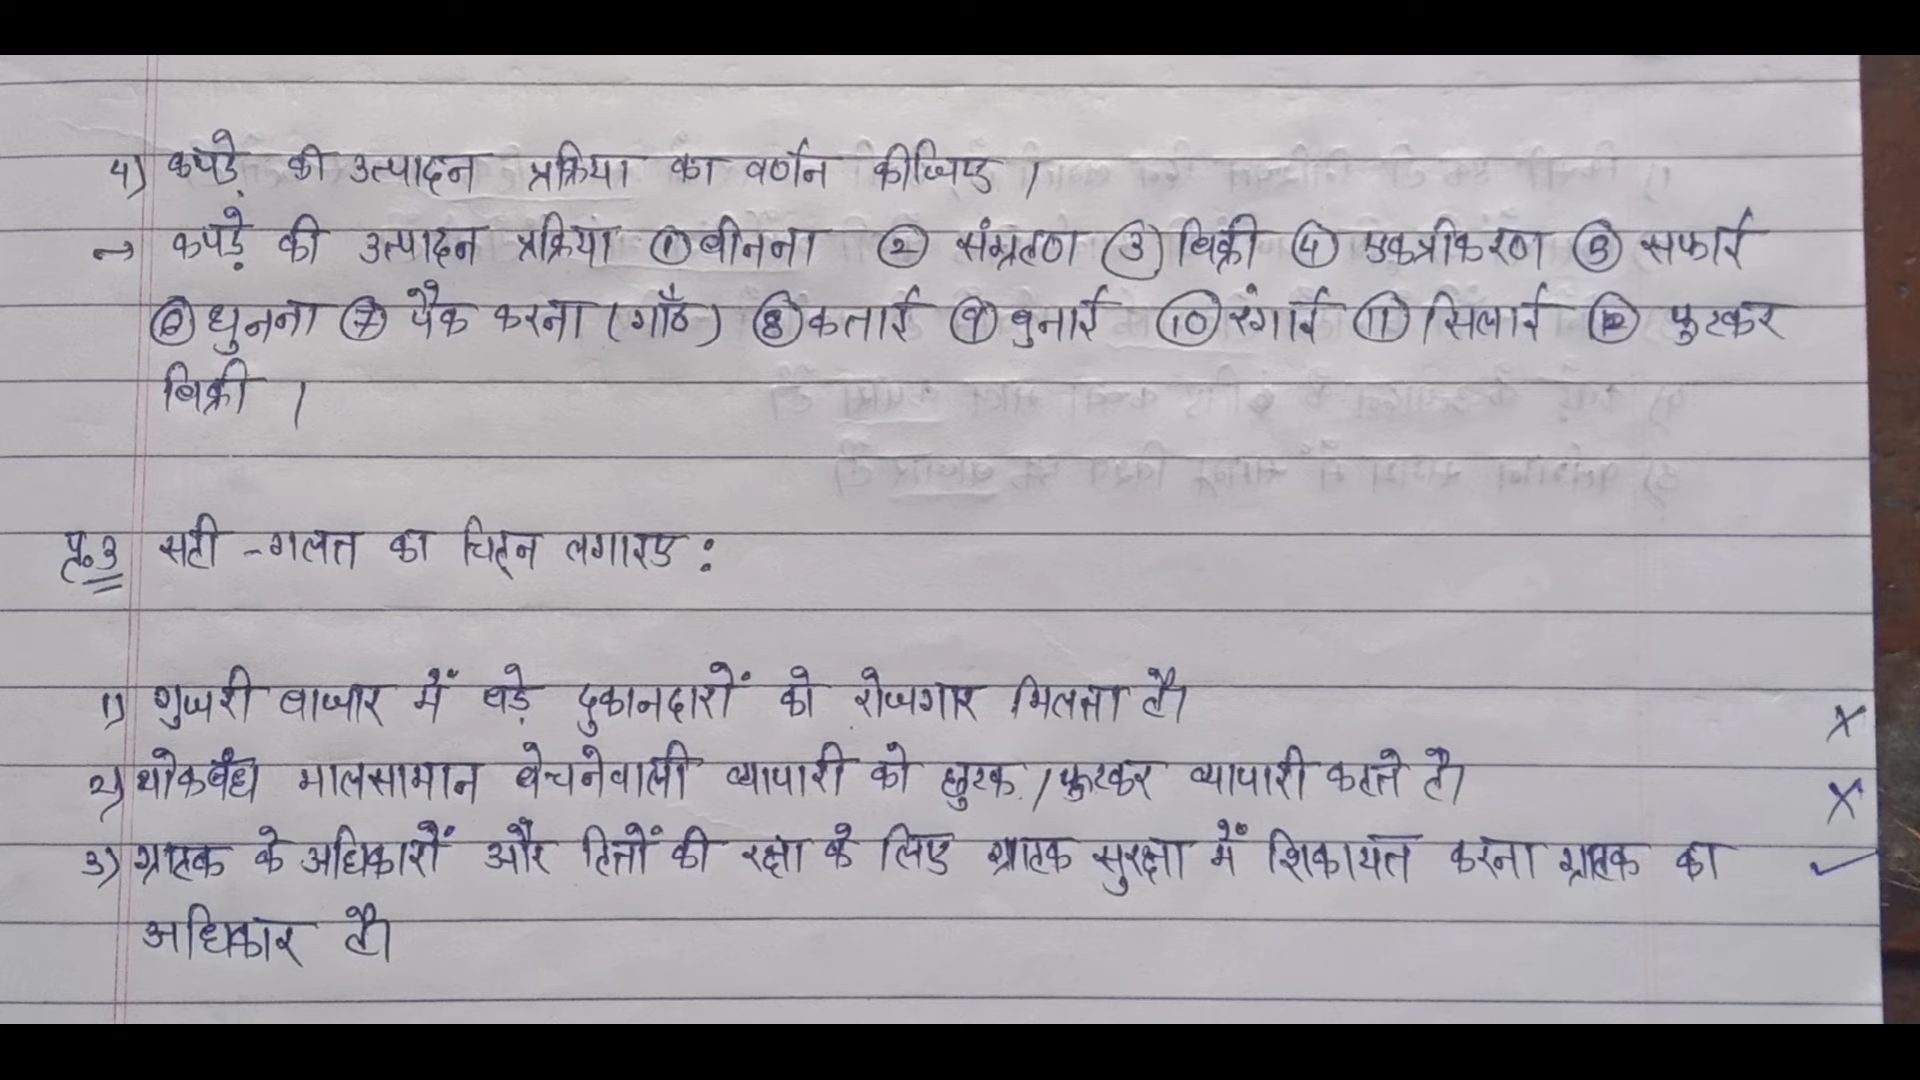 4) कपड़े की उत्पादन प्रक्रिया का वर्णन कीजिए ।
→ कपड़े की उत्पादन प्रक्रिया ① बीनना ② संग्रहण ③ बिक्री ④ एकत्रीकरण ⑤ सफाई
⑥ धुनना ⑦ पैक करना (गाँठ) ⑧ कताई ⑨ बुनाई ⑩ रंगाई ⑪ सिलाई ⑫ फुटकर
बिक्री ।
प्र.3 सही - गलत का चिह्न लगाइए :
1) गुजरी बाजार में बड़े दुकानदारों को रोजगार मिलता है। ✗
2) थोकबंध मालसामान बेचनेवाली व्यापारी को छुटक / फुटकर व्यापारी कहते है। ✗
3) ग्राहक के अधिकारों और हितों की रक्षा के लिए ग्राहक सुरक्षा में शिकायत करना ग्राहक का ✓
अधिकार है।